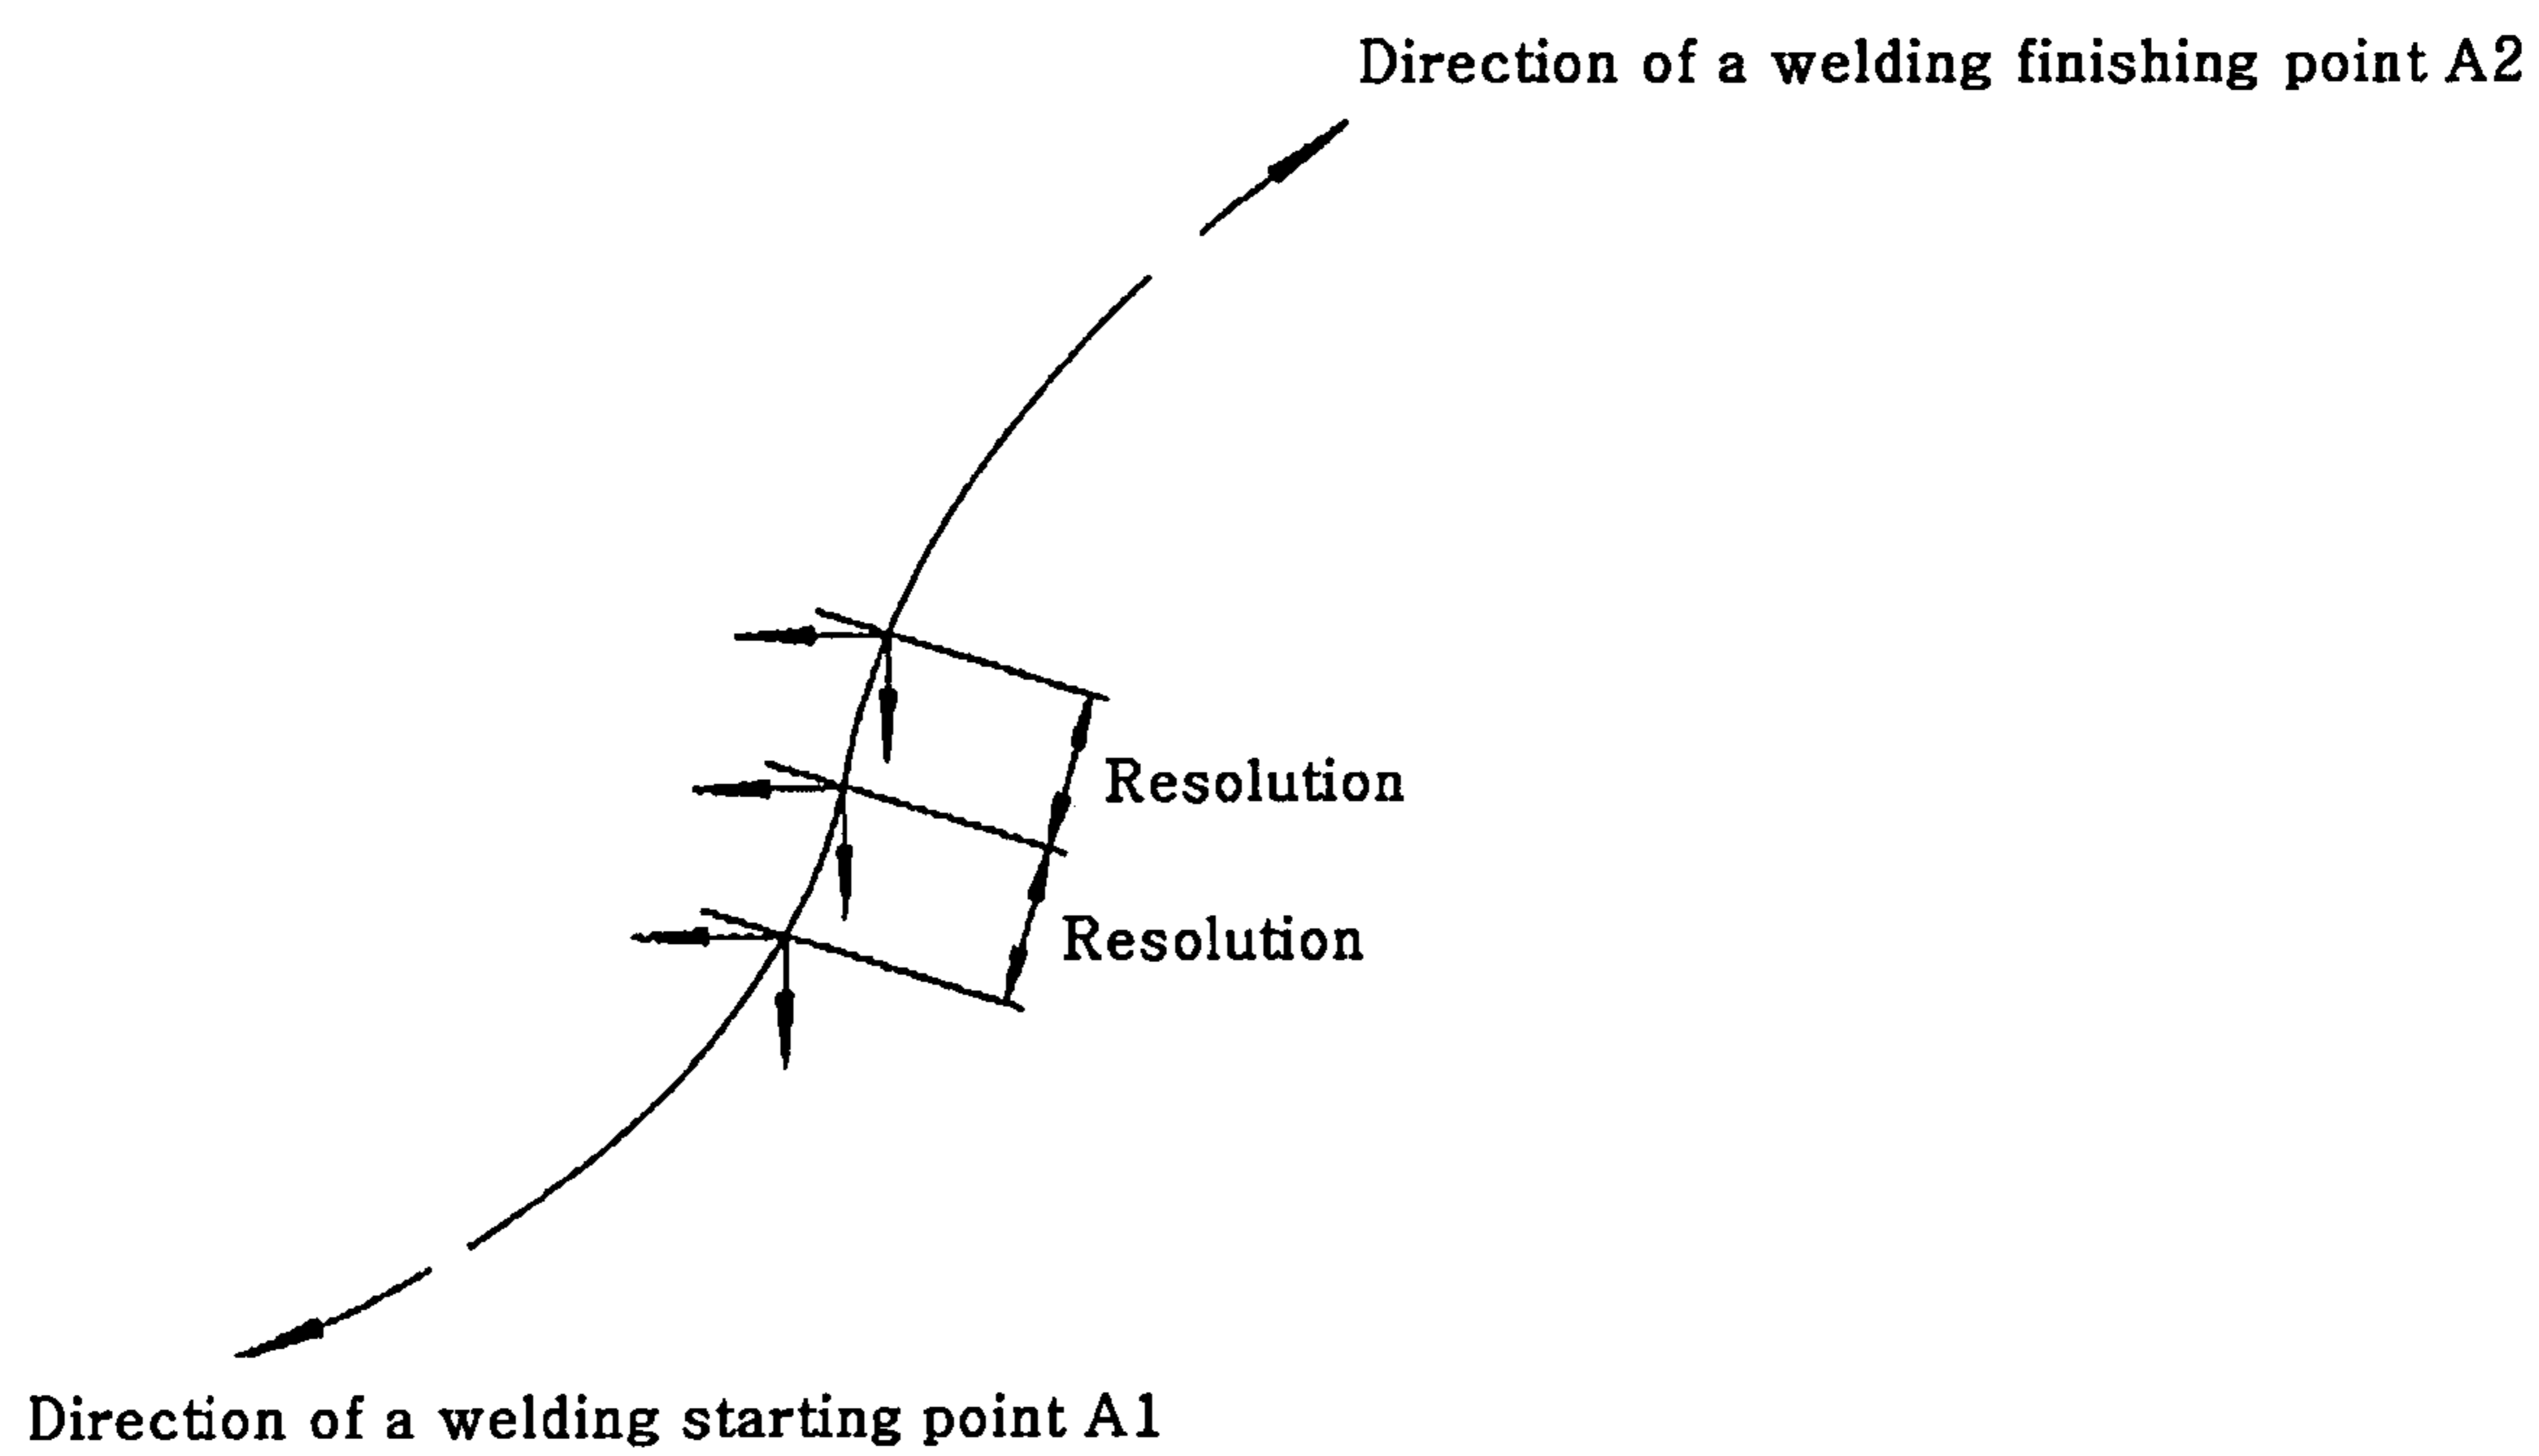 Direction of a welding finishing point A2
Resolution
Resolution
Direction of a welding starting point A1